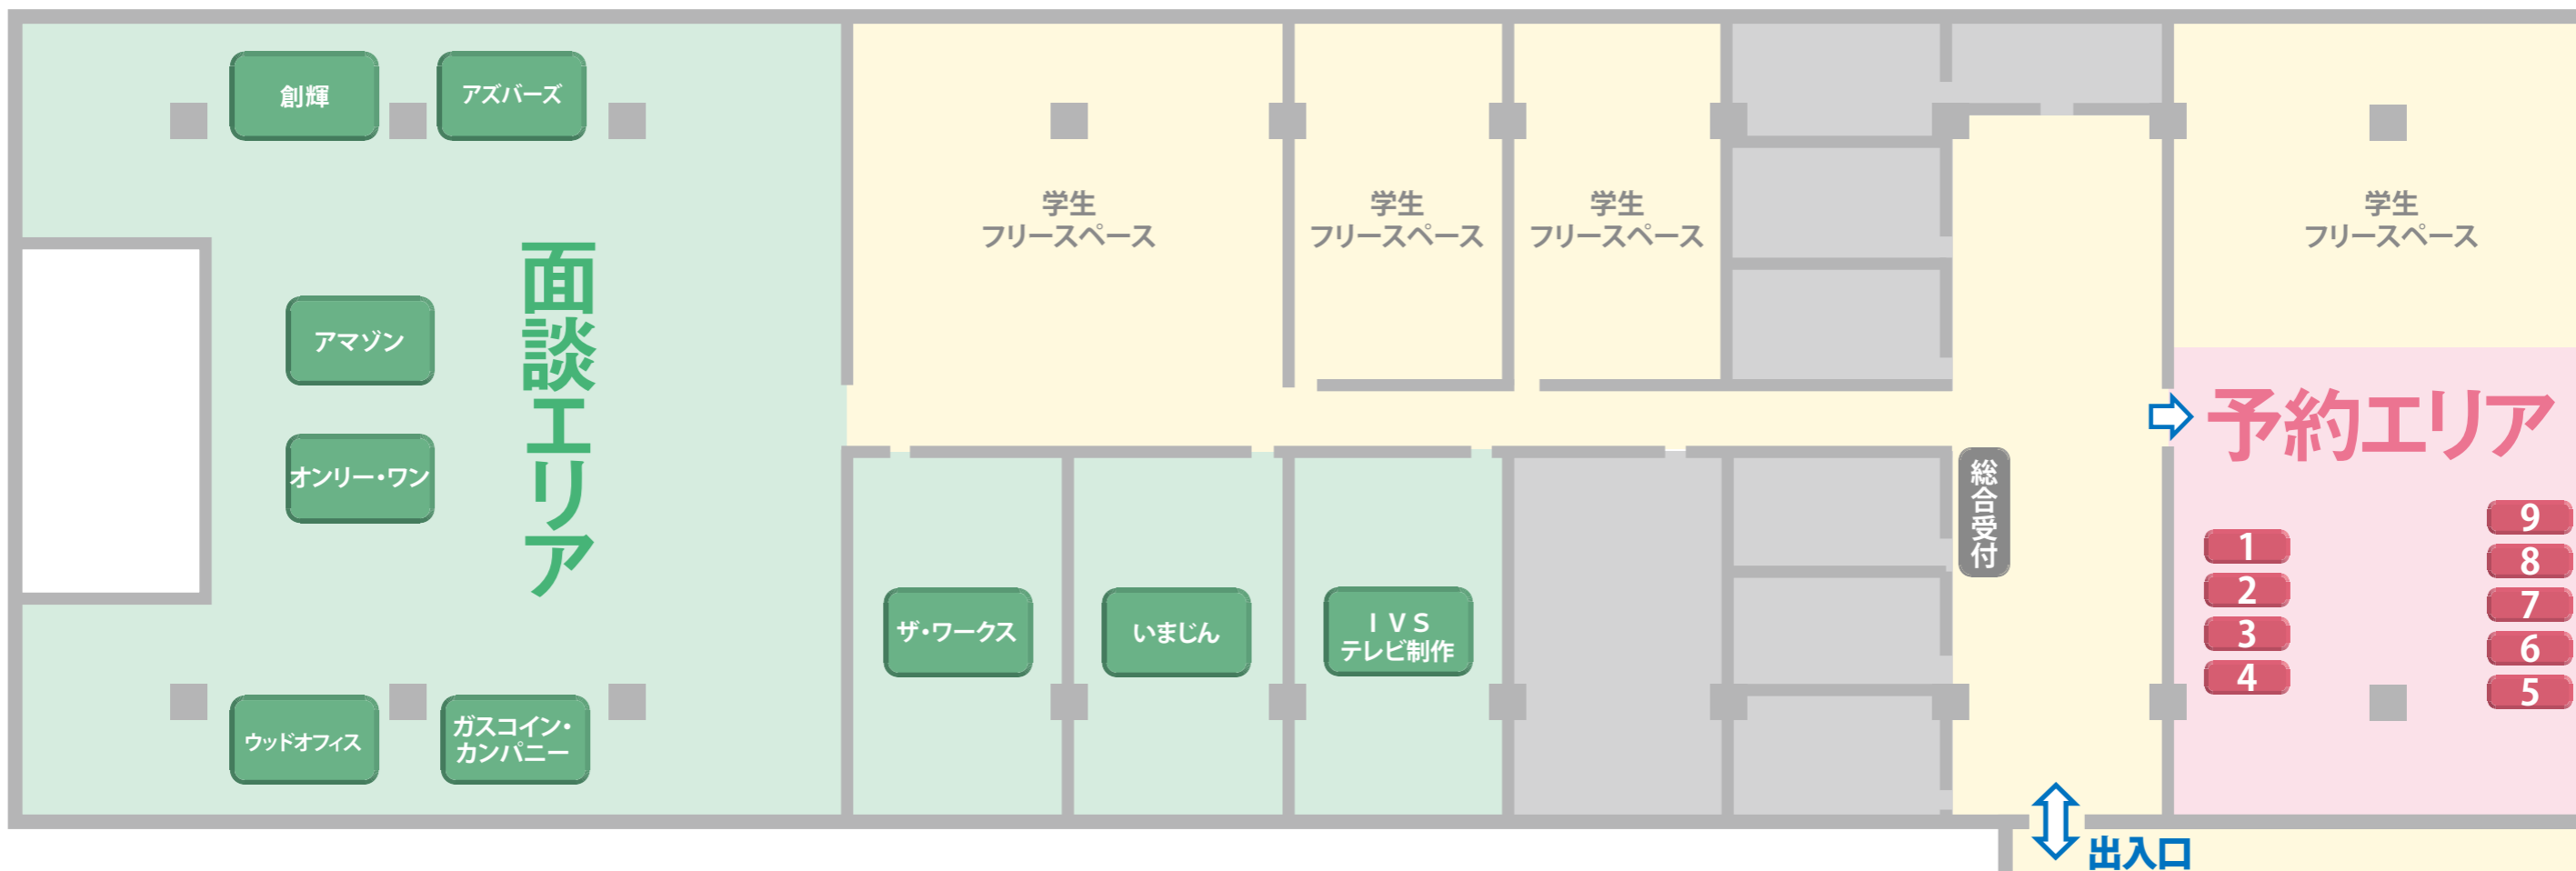 創輝
アズバーズ
アマゾン
オンリー・ワン
ウッドオフィス
ガスコイン・
カンパニー
面談エリア
学生
フリースペース
学生
フリースペース
学生
フリースペース
ザ・ワークス
いまじん
ＩＶＳ
テレビ制作
総合受付
出入口
学生
フリースペース
予約エリア
1
2
3
4
9
8
7
6
5